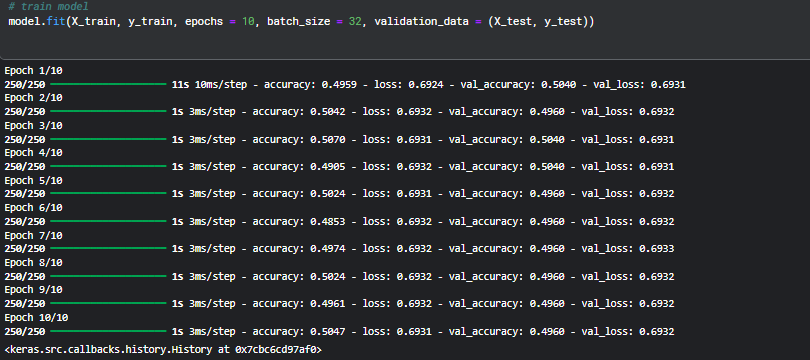 # train model
model.fit(X_train, y_train, epochs = 10, batch_size = 32, validation_data = (X_test, y_test))
Epoch 1/10
250/250 ━━━━━━━━━━━━━━━━━━━━ 11s 10ms/step - accuracy: 0.4959 - loss: 0.6924 - val_accuracy: 0.5040 - val_loss: 0.6931
Epoch 2/10
250/250 ━━━━━━━━━━━━━━━━━━━━ 1s 3ms/step - accuracy: 0.5042 - loss: 0.6932 - val_accuracy: 0.4960 - val_loss: 0.6932
Epoch 3/10
250/250 ━━━━━━━━━━━━━━━━━━━━ 1s 3ms/step - accuracy: 0.5070 - loss: 0.6931 - val_accuracy: 0.5040 - val_loss: 0.6931
Epoch 4/10
250/250 ━━━━━━━━━━━━━━━━━━━━ 1s 3ms/step - accuracy: 0.4905 - loss: 0.6932 - val_accuracy: 0.5040 - val_loss: 0.6931
Epoch 5/10
250/250 ━━━━━━━━━━━━━━━━━━━━ 1s 3ms/step - accuracy: 0.5024 - loss: 0.6931 - val_accuracy: 0.4960 - val_loss: 0.6932
Epoch 6/10
250/250 ━━━━━━━━━━━━━━━━━━━━ 1s 3ms/step - accuracy: 0.4853 - loss: 0.6932 - val_accuracy: 0.4960 - val_loss: 0.6932
Epoch 7/10
250/250 ━━━━━━━━━━━━━━━━━━━━ 1s 3ms/step - accuracy: 0.4974 - loss: 0.6932 - val_accuracy: 0.4960 - val_loss: 0.6933
Epoch 8/10
250/250 ━━━━━━━━━━━━━━━━━━━━ 1s 3ms/step - accuracy: 0.5024 - loss: 0.6932 - val_accuracy: 0.4960 - val_loss: 0.6932
Epoch 9/10
250/250 ━━━━━━━━━━━━━━━━━━━━ 1s 3ms/step - accuracy: 0.4961 - loss: 0.6932 - val_accuracy: 0.4960 - val_loss: 0.6932
Epoch 10/10
250/250 ━━━━━━━━━━━━━━━━━━━━ 1s 3ms/step - accuracy: 0.5047 - loss: 0.6931 - val_accuracy: 0.4960 - val_loss: 0.6932
<keras.src.callbacks.history.History at 0x7cbc6cd97af0>